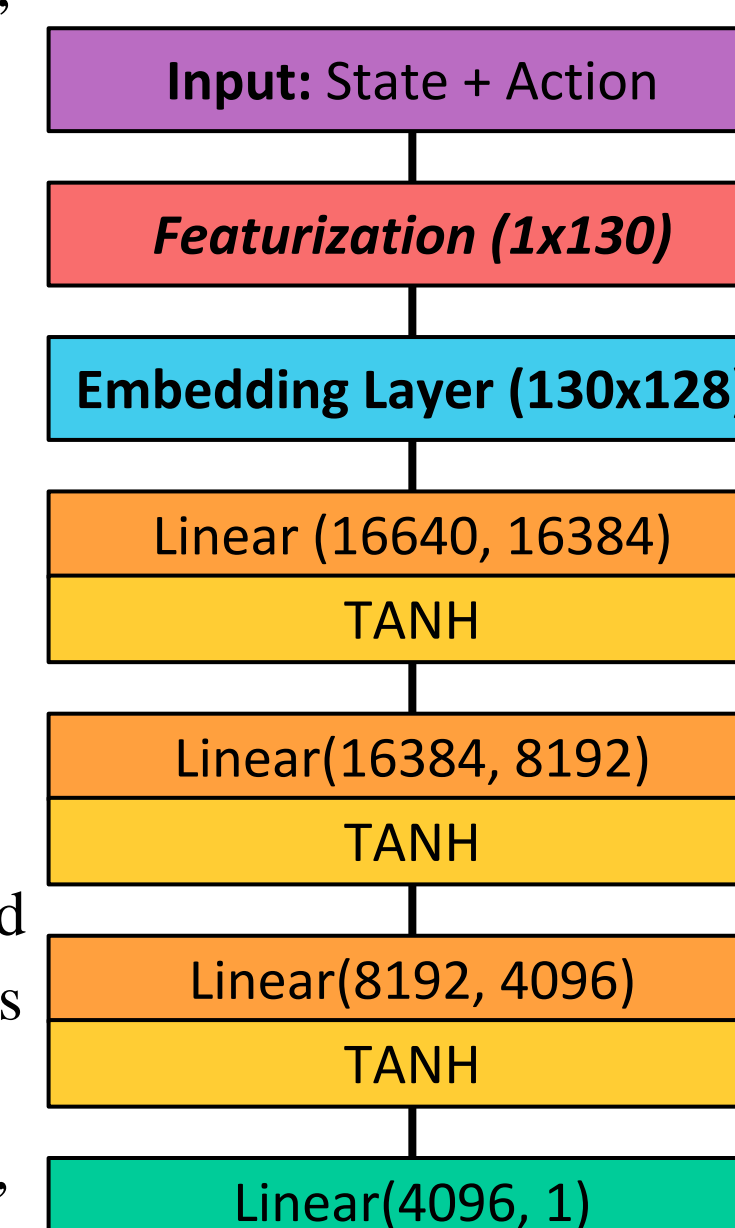 Input: State + Action
Featurization (1x130)
Embedding Layer (130x128)
Linear (16640, 16384)
TANH
Linear(16384, 8192)
TANH
Linear(8192, 4096)
TANH
Linear(4096, 1)